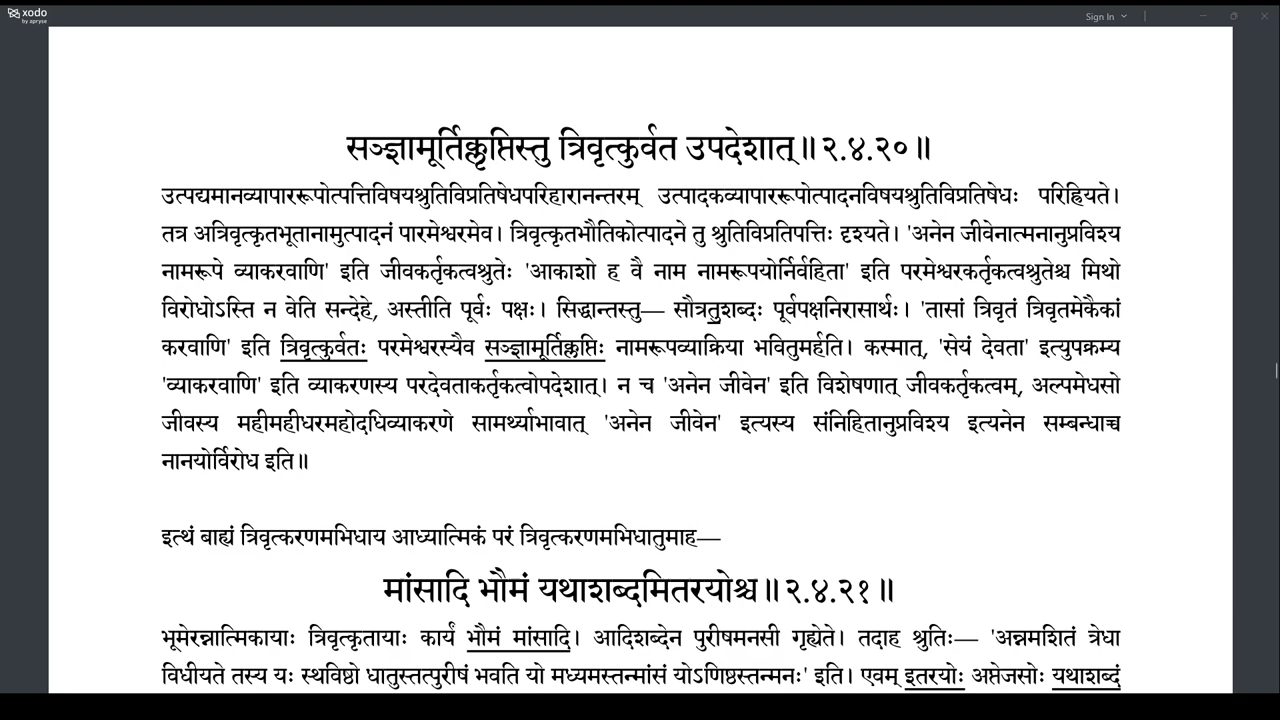 xodo
by apryse
Sign In
सञ्ज्ञामूर्तिक्लृप्तिस्तु त्रिवृत्कुर्वत उपदेशात्॥२.४.२०॥
उत्पद्यमानव्यापाररूपोत्पत्तिविषयश्रुतिविप्रतिषेधपरिहारानन्तरम् उत्पादकव्यापाररूपोत्पादनविषयश्रुतिविप्रतिषेधः परिह्रियते।
तत्र अत्रिवृत्कृतभूतानामुत्पादनं पारमेश्वरमेव। त्रिवृत्कृतभौतिकोत्पादने तु श्रुतिविप्रतिपत्तिः दृश्यते। 'अनेन जीवेनात्मनानुप्रविश्य
नामरूपे व्याकरवाणि' इति जीवकर्तृकत्वश्रुतेः 'आकाशो ह वै नाम नामरूपयोर्निर्वहिता' इति परमेश्वरकर्तृकत्वश्रुतेश्च मिथो
विरोधोऽस्ति न वेति सन्देहे, अस्तीति पूर्वः पक्षः। सिद्धान्तस्तु— सौत्रतुशब्दः पूर्वपक्षनिरासार्थः। 'तासां त्रिवृतं त्रिवृतमेकैकां
करवाणि' इति त्रिवृत्कुर्वतः परमेश्वरस्यैव सञ्ज्ञामूर्तिक्लृप्तिः नामरूपव्याक्रिया भवितुमर्हति। कस्मात्, 'सेयं देवता' इत्युपक्रम्य
'व्याकरवाणि' इति व्याकरणस्य परदेवताकर्तृकत्वोपदेशात्। न च 'अनेन जीवेन' इति विशेषणात् जीवकर्तृकत्वम्, अल्पमेधसो
जीवस्य महीमहीधरमहोदधिव्याकरणे सामर्थ्याभावात् 'अनेन जीवेन' इत्यस्य संनिहितानुप्रविश्य इत्यनेन सम्बन्धाच्च
नानयोर्विरोध इति॥
इत्थं बाह्यं त्रिवृत्करणमभिधाय आध्यात्मिकं परं त्रिवृत्करणमभिधातुमाह—
मांसादि भौमं यथाशब्दमितरयोश्च॥२.४.२१॥
भूमेरन्नात्मिकायाः त्रिवृत्कृतायाः कार्यं भौमं मांसादि। आदिशब्देन पुरीषमनसी गृह्येते। तदाह श्रुतिः— 'अन्नमशितं त्रेधा
विधीयते तस्य यः स्थविष्ठो धातुस्तत्पुरीषं भवति यो मध्यमस्तन्मांसं योऽणिष्ठस्तन्मनः' इति। एवम् इतरयोः अप्तेजसोः यथाशब्दं